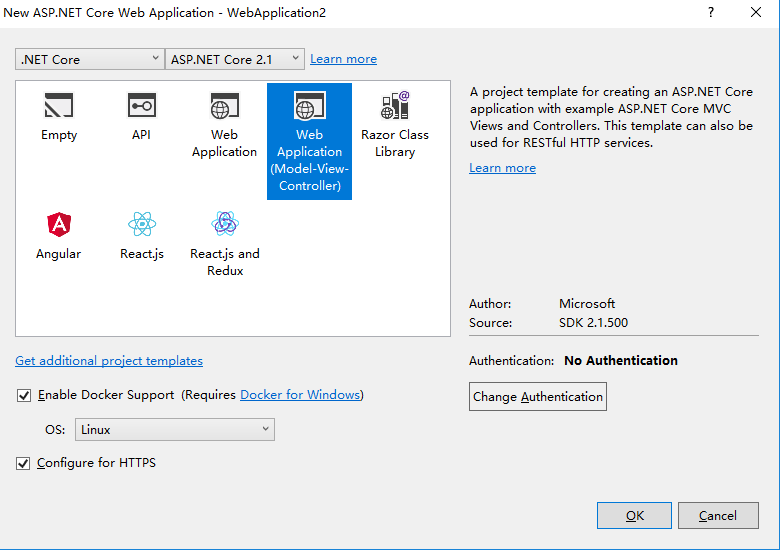 New ASP.NET Core Web Application - WebApplication2
?
.NET Core
ASP.NET Core 2.1
Learn more
Empty
API
Web
Application
Web
Application
(Model-View-
Controller)
Razor Class
Library
Angular
React.js
React.js and
Redux
A project template for creating an ASP.NET Core
application with example ASP.NET Core MVC
Views and Controllers. This template can also be
used for RESTful HTTP services.
Learn more
Author: Microsoft
Source: SDK 2.1.500
Get additional project templates
Authentication: No Authentication
Enable Docker Support (Requires Docker for Windows)
Change Authentication
OS: Linux
Configure for HTTPS
OK
Cancel